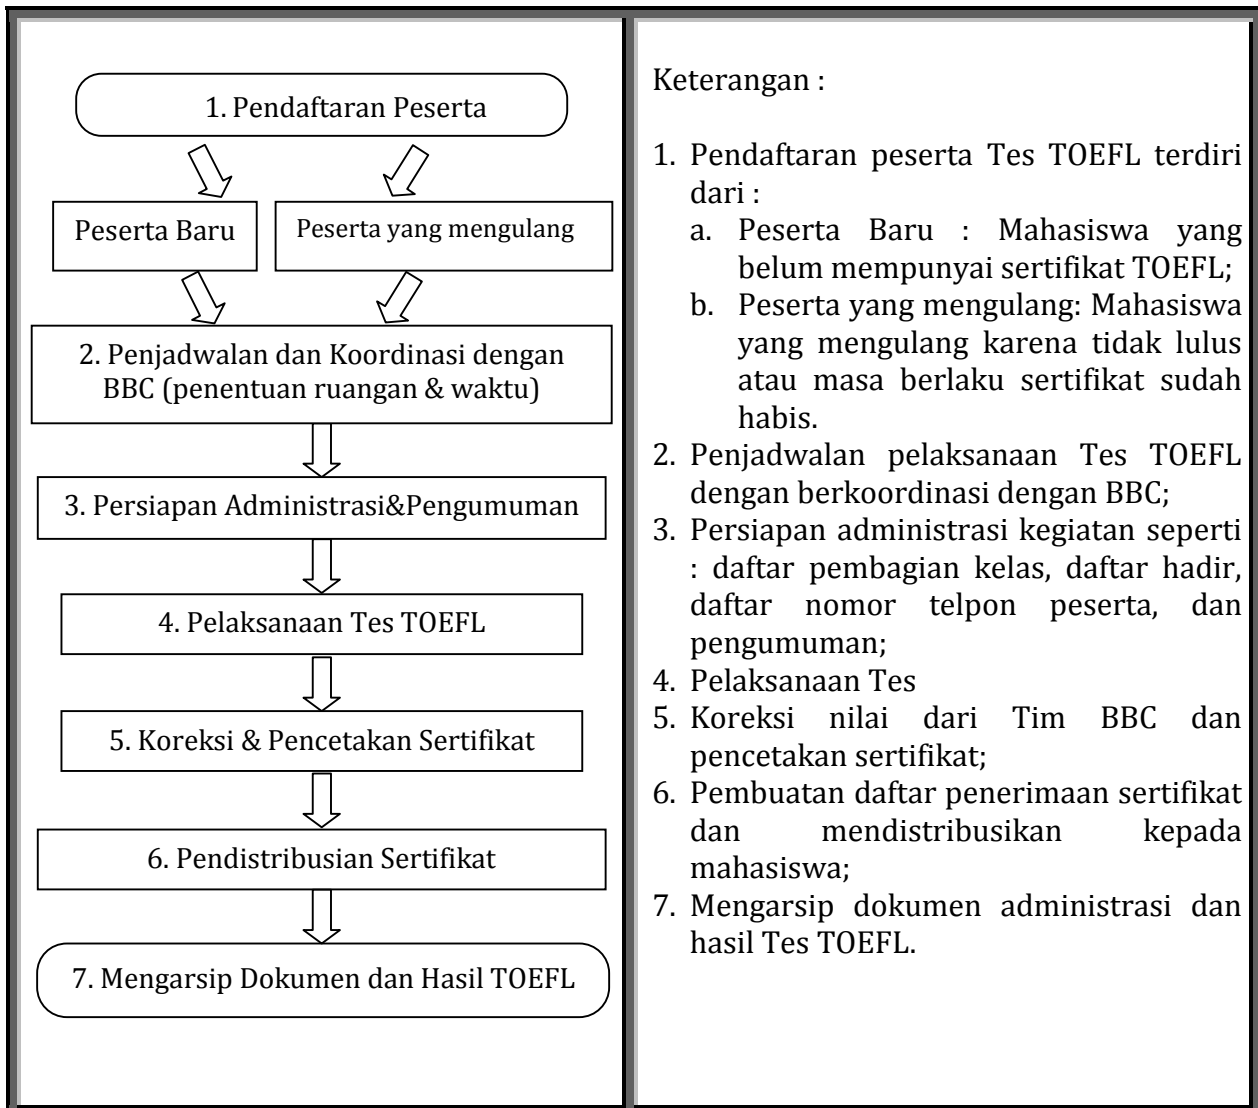 1. Pendaftaran Peserta
Peserta Baru
Peserta yang mengulang
2. Penjadwalan dan Koordinasi dengan
BBC (penentuan ruangan & waktu)
3. Persiapan Administrasi&Pengumuman
4. Pelaksanaan Tes TOEFL
5. Koreksi & Pencetakan Sertifikat
6. Pendistribusian Sertifikat
7. Mengarsip Dokumen dan Hasil TOEFL
Keterangan :
1. Pendaftaran peserta Tes TOEFL terdiri
dari :
a. Peserta Baru : Mahasiswa yang
belum mempunyai sertifikat TOEFL;
b. Peserta yang mengulang: Mahasiswa
yang mengulang karena tidak lulus
atau masa berlaku sertifikat sudah
habis.
2. Penjadwalan pelaksanaan Tes TOEFL
dengan berkoordinasi dengan BBC;
3. Persiapan administrasi kegiatan seperti
: daftar pembagian kelas, daftar hadir,
daftar nomor telpon peserta, dan
pengumuman;
4. Pelaksanaan Tes
5. Koreksi nilai dari Tim BBC dan
pencetakan sertifikat;
6. Pembuatan daftar penerimaan sertifikat
dan mendistribusikan kepada
mahasiswa;
7. Mengarsip dokumen administrasi dan
hasil Tes TOEFL.